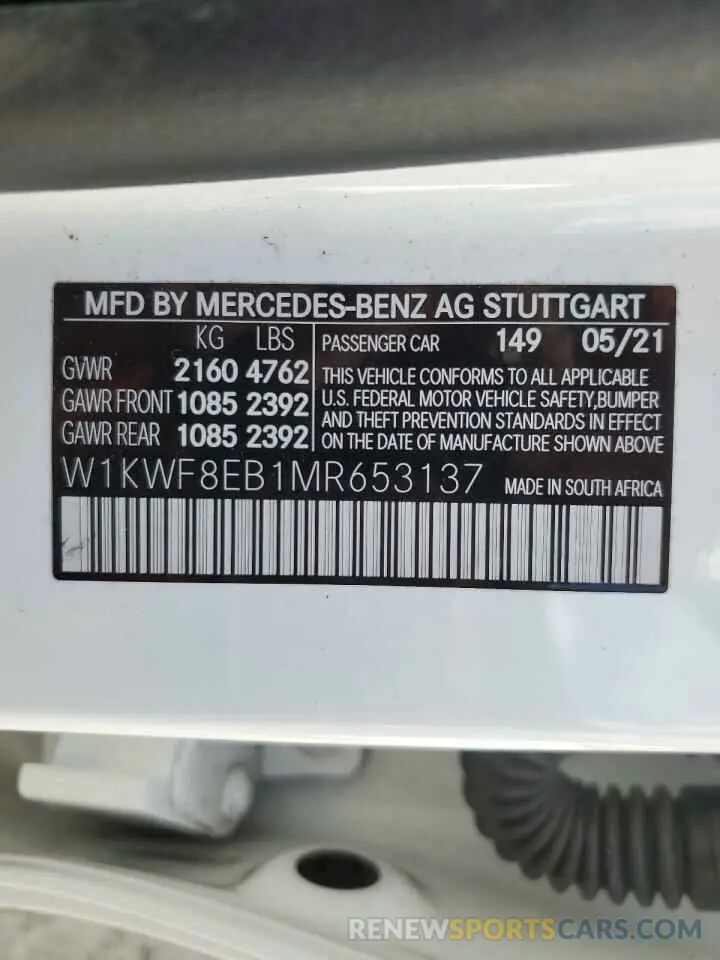 MFD BY MERCEDES-BENZ AG STUTTGART
KG LBS
GVWR 2160 4762
GAWR FRONT 1085 2392
GAWR REAR 1085 2392
PASSENGER CAR 149 05/21
THIS VEHICLE CONFORMS TO ALL APPLICABLE
U.S. FEDERAL MOTOR VEHICLE SAFETY,BUMPER
AND THEFT PREVENTION STANDARDS IN EFFECT
ON THE DATE OF MANUFACTURE SHOWN ABOVE
W1KWF8EB1MR653137 MADE IN SOUTH AFRICA
RENEWSPORTSCARS.COM